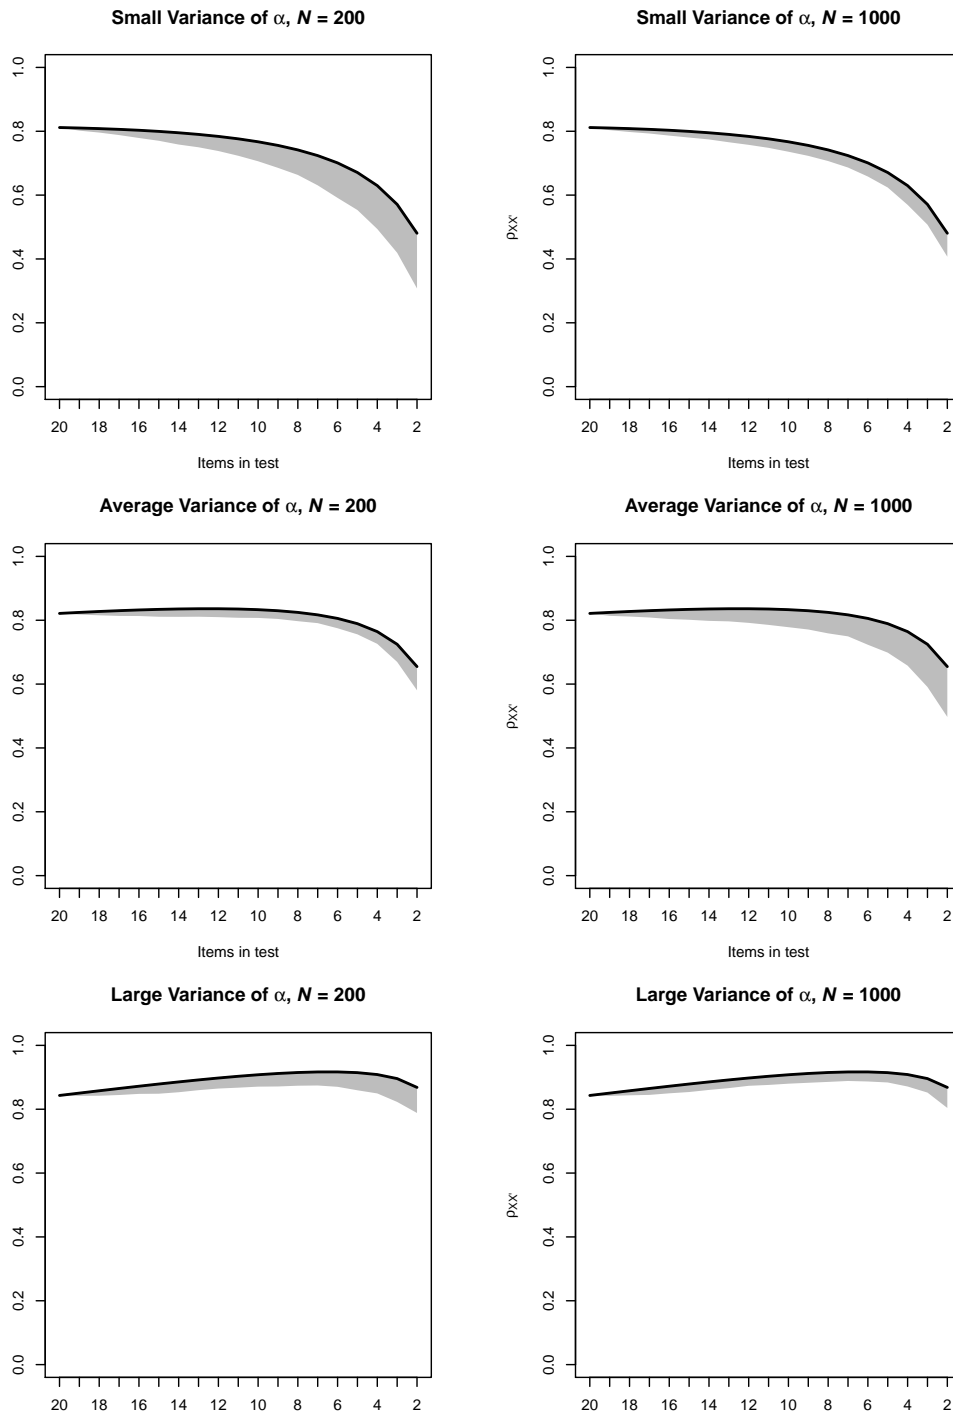 Small Variance of α, N = 200
1.0
0.8
0.6
0.4
0.2
0.0
20 18 16 14 12 10 8 6 4 2
Items in test
Small Variance of α, N = 1000
ρXX'
1.0
0.8
0.6
0.4
0.2
0.0
20 18 16 14 12 10 8 6 4 2
Items in test
Average Variance of α, N = 200
1.0
0.8
0.6
0.4
0.2
0.0
20 18 16 14 12 10 8 6 4 2
Items in test
Average Variance of α, N = 1000
ρXX'
1.0
0.8
0.6
0.4
0.2
0.0
20 18 16 14 12 10 8 6 4 2
Items in test
Large Variance of α, N = 200
1.0
0.8
0.6
0.4
0.2
0.0
20 18 16 14 12 10 8 6 4 2
Large Variance of α, N = 1000
ρXX'
1.0
0.8
0.6
0.4
0.2
0.0
20 18 16 14 12 10 8 6 4 2